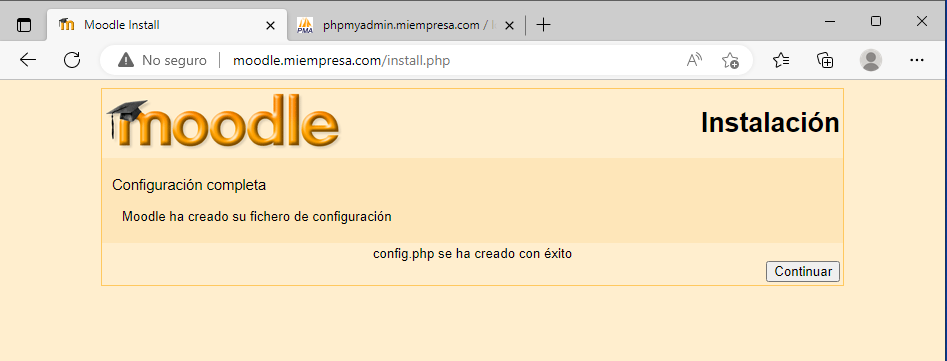 Moodle Install
PMA
phpmyadmin.miempresa.com / l
No seguro
moodle.miempresa.com/install.php
moodle
Instalación
Configuración completa
Moodle ha creado su fichero de configuración
config.php se ha creado con éxito
Continuar